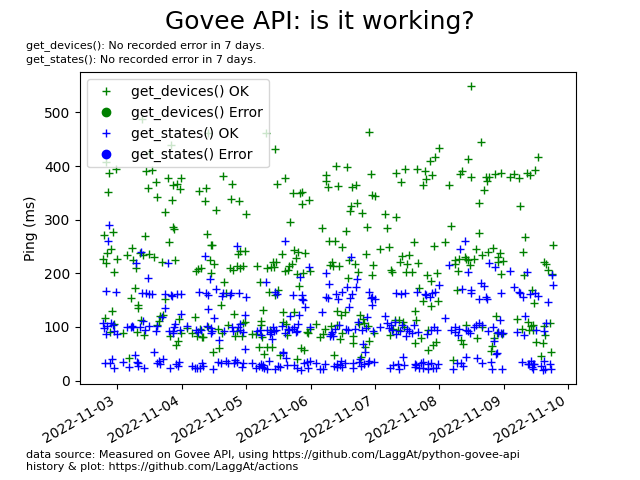 Govee API: is it working?
get_devices(): No recorded error in 7 days.
get_states(): No recorded error in 7 days.
get_devices() OK
get_devices() Error
get_states() OK
get_states() Error
Ping (ms)
500
400
300
200
100
0
2022-11-03
2022-11-04
2022-11-05
2022-11-06
2022-11-07
2022-11-08
2022-11-09
2022-11-10
data source: Measured on Govee API, using https://github.com/LaggAt/python-govee-api
history & plot: https://github.com/LaggAt/actions